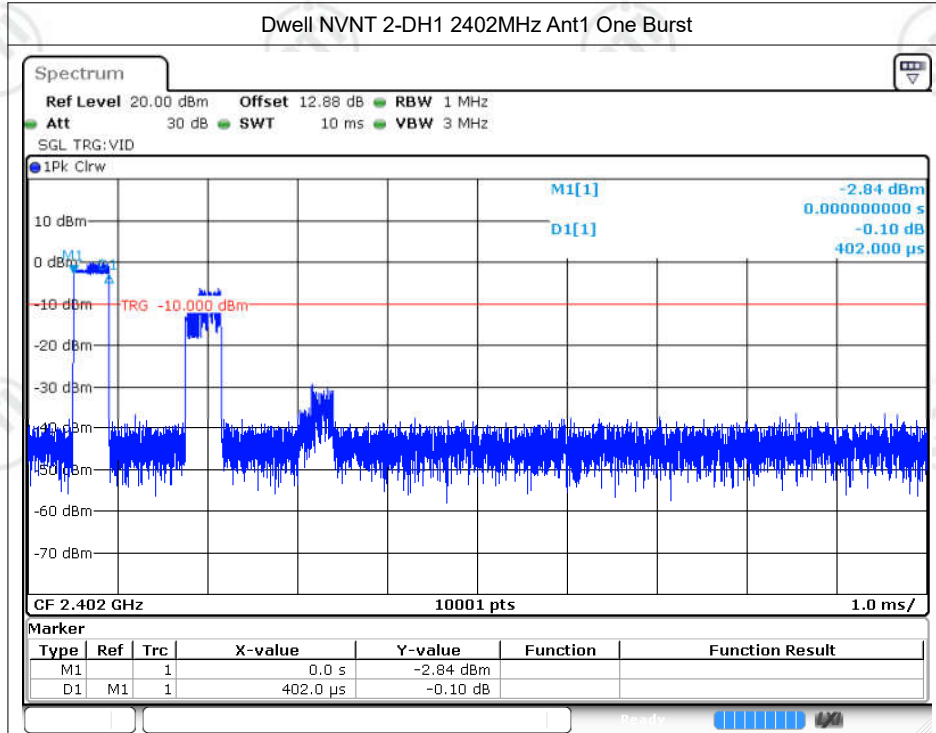 Dwell NVNT 2-DH1 2402MHz Ant1 One Burst
Spectrum
Ref Level 20.00 dBm Offset 12.88 dB RBW 1 MHz
Att 30 dB SWT 10 ms VBW 3 MHz
SGL TRG:VID
1Pk Clrw
M1[1] -2.84 dBm
0.000000000 s
10 dBm
D1[1] -0.10 dB
402.000 µs
M1
0 dBm
D1
-10 dBm
TRG -10.000 dBm
-20 dBm
-30 dBm
-40 dBm
-50 dBm
-60 dBm
-70 dBm
CF 2.402 GHz 10001 pts 1.0 ms/
Marker
Type Ref Trc X-value Y-value Function Function Result
M1 1 0.0 s -2.84 dBm
D1 M1 1 402.0 µs -0.10 dB
Ready LXI